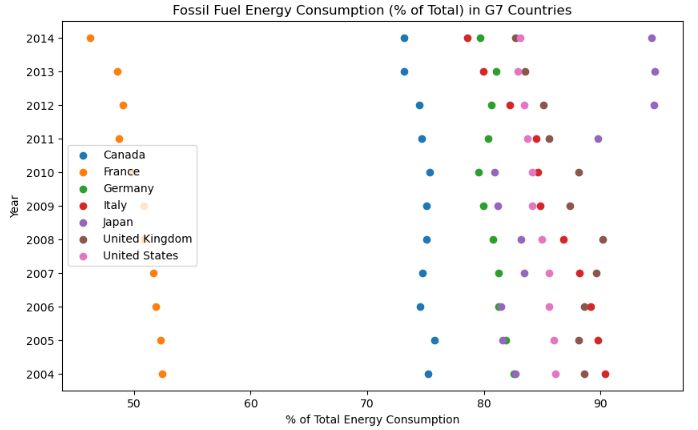 Fossil Fuel Energy Consumption (% of Total) in G7 Countries
2014
2013
2012
2011
2010
2009
2008
2007
2006
2005
2004
Year
Canada
France
Germany
Italy
Japan
United Kingdom
United States
50 60 70 80 90
% of Total Energy Consumption